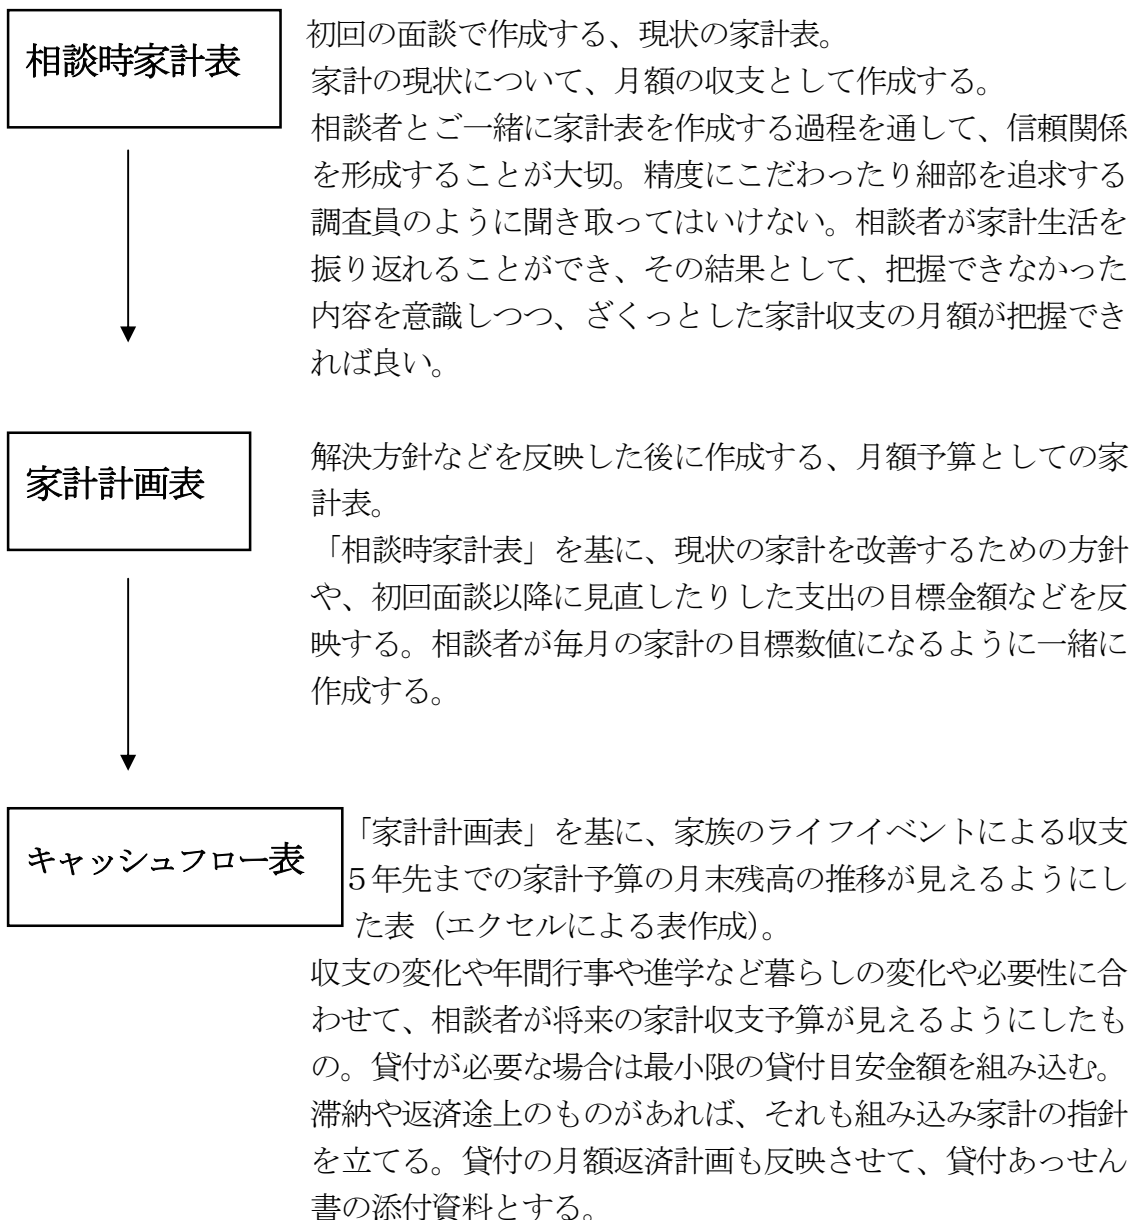 相談時家計表
初回の面談で作成する、現状の家計表。
家計の現状について、月額の収支として作成する。
相談者とご一緒に家計表を作成する過程を通して、信頼関係
を形成することが大切。精度にこだわったり細部を追求する
調査員のように聞き取ってはいけない。相談者が家計生活を
振り返れることができ、その結果として、把握できなかった
内容を意識しつつ、ざくっとした家計収支の月額が把握でき
れば良い。
家計計画表
解決方針などを反映した後に作成する、月額予算としての家
計表。
「相談時家計表」を基に、現状の家計を改善するための方針
や、初回面談以降に見直したりした支出の目標金額などを反
映する。相談者が毎月の家計の目標数値になるように一緒に
作成する。
キャッシュフロー表
「家計計画表」を基に、家族のライフイベントによる収支
５年先までの家計予算の月末残高の推移が見えるようにし
た表（エクセルによる表作成）。
収支の変化や年間行事や進学など暮らしの変化や必要性に合
わせて、相談者が将来の家計収支予算が見えるようにしたも
の。貸付が必要な場合は最小限の貸付目安金額を組み込む。
滞納や返済途上のものがあれば、それも組み込み家計の指針
を立てる。貸付の月額返済計画も反映させて、貸付あっせん
書の添付資料とする。